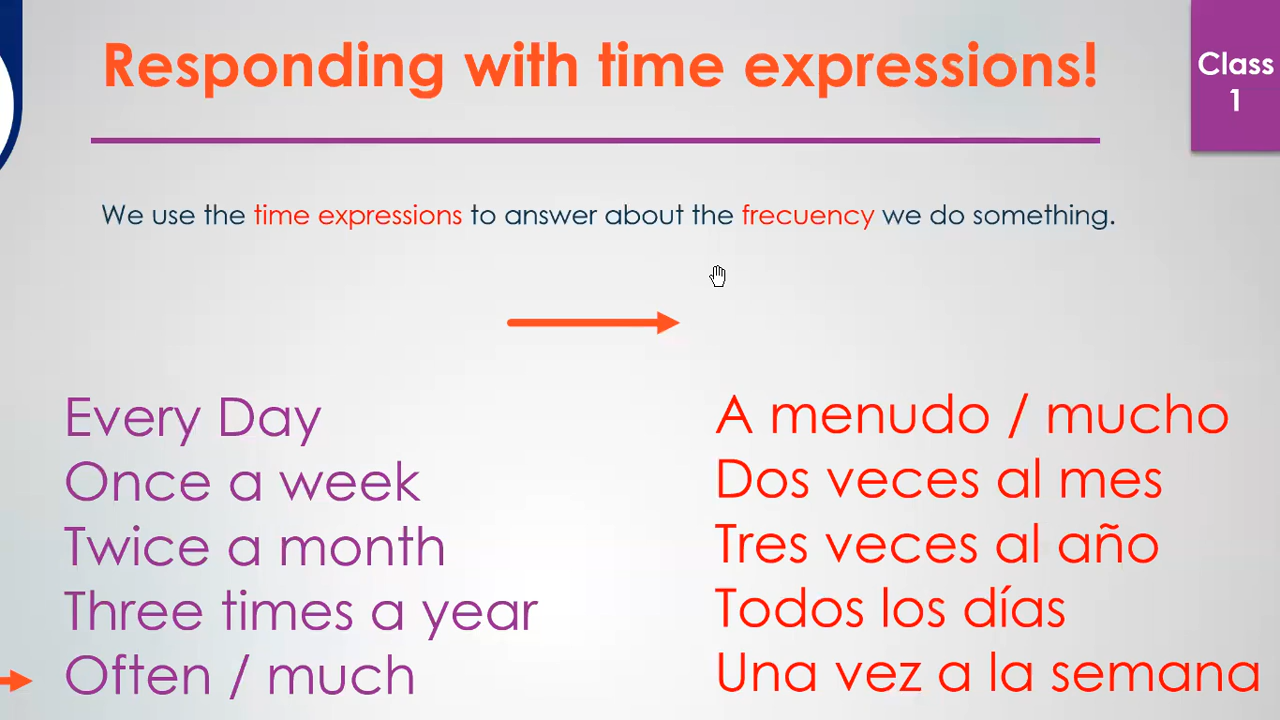 Responding with time expressions!
Class
1
We use the time expressions to answer about the frecuency we do something.
Every Day
Once a week
Twice a month
Three times a year
Often / much
A menudo / mucho
Dos veces al mes
Tres veces al año
Todos los días
Una vez a la semana